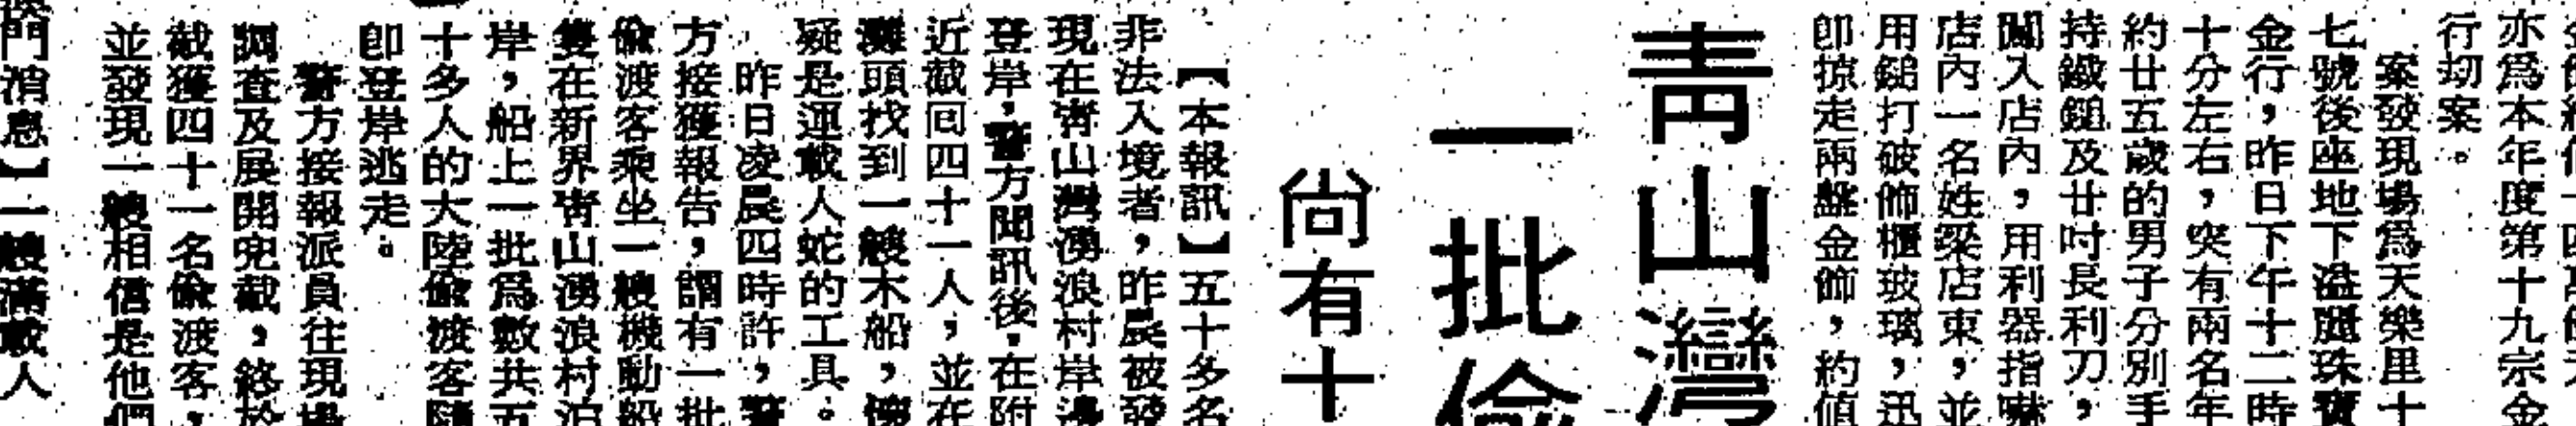 亦為本年度第十九宗金
行刧案。
案發現場為天樂里十
七號後座地下溢麗珠寶
金行，昨日下午十二時
十分左右，突有兩名年
約廿五歲的男子分別手
持鐵鎚及廿吋長利刀，
闖入店內，用利器指嚇
店內一名姓梁店東，並
用鎚打破飾櫃玻璃，迅
卽掠走兩盤金飾，約值
青山灣
一批偷
尚有十
【本報訊】五十多名
非法入境者，昨晨被發
現在青山灣湧浪村岸邊
登岸，警方聞訊後，在附
近截回四十一人，並在
灘頭找到一艘木船，懷
疑是運載人蛇的工具。
昨日凌晨四時許，警
方接獲報告，謂有一批
偷渡客乘坐一艘機動船
隻在新界青山湧浪村泊
岸，船上一批為數共五
十多人的大陸偷渡客隨
卽登岸逃走。
警方接報派員往現場
調查及展開兜截，終於
截獲四十一名偷渡客，
並發現一艘相信是他們
門消息】一艘滿載人